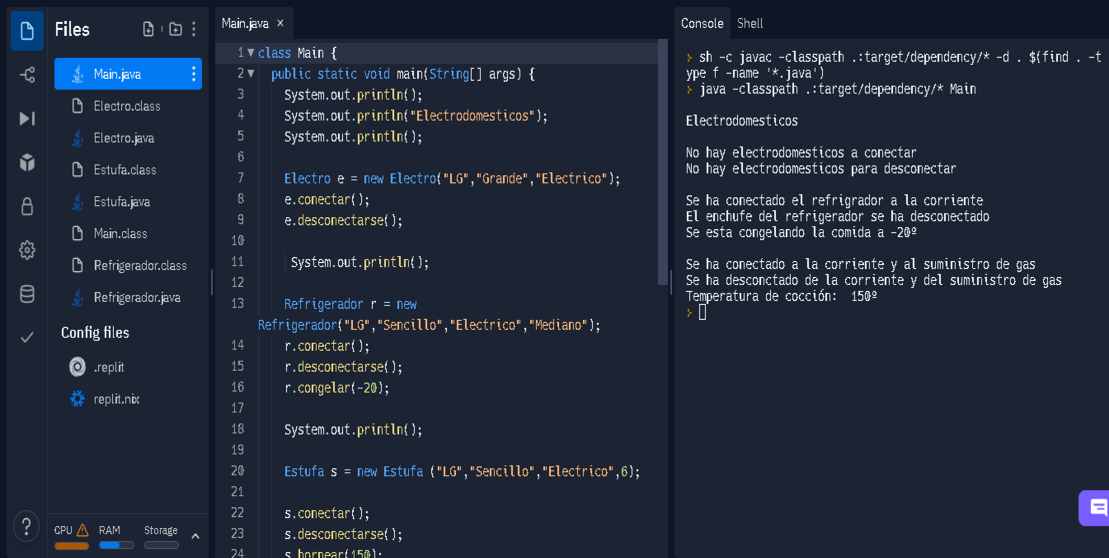 Files
Main.java
Electro.class
Electro.java
Estufa.class
Estufa.java
Main.class
Refrigerador.class
Refrigerador.java
Config files
.replit
replit.nix
CPU RAM Storage
Main.java ×
1 class Main {
2 public static void main(String[] args) {
3 System.out.println();
4 System.out.println("Electrodomesticos");
5 System.out.println();
6
7 Electro e = new Electro("LG","Grande","Electrico");
8 e.conectar();
9 e.desconectarse();
10
11 System.out.println();
12
13 Refrigerador r = new
Refrigerador("LG","Sencillo","Electrico","Mediano");
14 r.conectar();
15 r.desconectarse();
16 r.congelar(-20);
17
18 System.out.println();
19
20 Estufa s = new Estufa ("LG","Sencillo","Electrico",6);
21
22 s.conectar();
23 s.desconectarse();
24 s.hornear(150);
Console Shell
> sh -c javac -classpath .:target/dependency/* -d . $(find . -t
ype f -name '*.java')
> java -classpath .:target/dependency/* Main
Electrodomesticos
No hay electrodomesticos a conectar
No hay electrodomesticos para desconectar
Se ha conectado el refrigrador a la corriente
El enchufe del refrigerador se ha desconectado
Se esta congelando la comida a -20º
Se ha conectado a la corriente y al suministro de gas
Se ha desconctado de la corriente y del suministro de gas
Temperatura de cocción: 150º
>